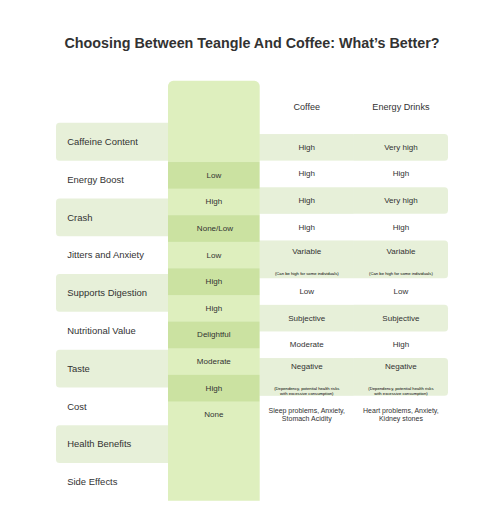 Choosing Between Teangle And Coffee: What's Better?
Coffee
Energy Drinks
Caffeine Content
Energy Boost
Crash
Jitters and Anxiety
Supports Digestion
Nutritional Value
Taste
Cost
Health Benefits
Side Effects
Low
High
None/Low
Low
High
High
Delightful
Moderate
High
None
High
High
High
High
Variable
(Can be high for some individuals)
Low
Subjective
Moderate
Negative
(Dependency, potential health risks
with excessive consumption)
Sleep problems, Anxiety,
Stomach Acidity
Very high
High
Very high
High
Variable
(Can be high for some individuals)
Low
Subjective
High
Negative
(Dependency, potential health risks
with excessive consumption)
Heart problems, Anxiety,
Kidney stones